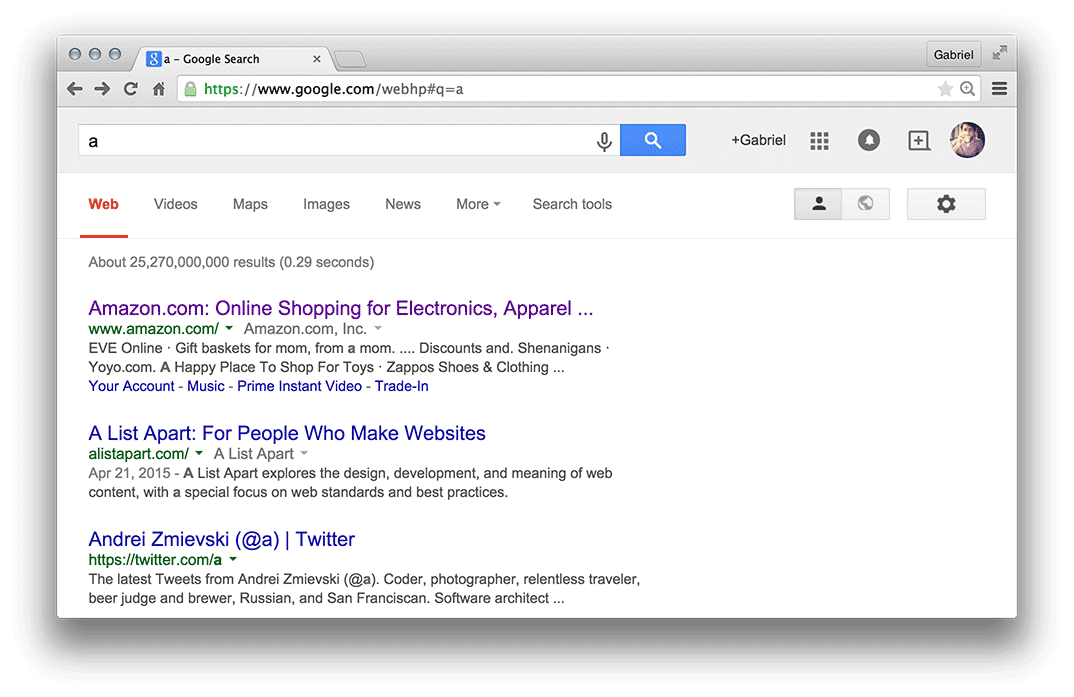 a – Google Search
Gabriel
https://www.google.com/webhp#q=a
a
+Gabriel
Web Videos Maps Images News More Search tools
About 25,270,000,000 results (0.29 seconds)
Amazon.com: Online Shopping for Electronics, Apparel ...
www.amazon.com/ Amazon.com, Inc.
EVE Online · Gift baskets for mom, from a mom. .... Discounts and. Shenanigans ·
Yoyo.com. A Happy Place To Shop For Toys · Zappos Shoes & Clothing ...
Your Account - Music - Prime Instant Video - Trade-In
A List Apart: For People Who Make Websites
alistapart.com/ A List Apart
Apr 21, 2015 - A List Apart explores the design, development, and meaning of web
content, with a special focus on web standards and best practices.
Andrei Zmievski (@a) | Twitter
https://twitter.com/a
The latest Tweets from Andrei Zmievski (@a). Coder, photographer, relentless traveler,
beer judge and brewer, Russian, and San Franciscan. Software architect ...